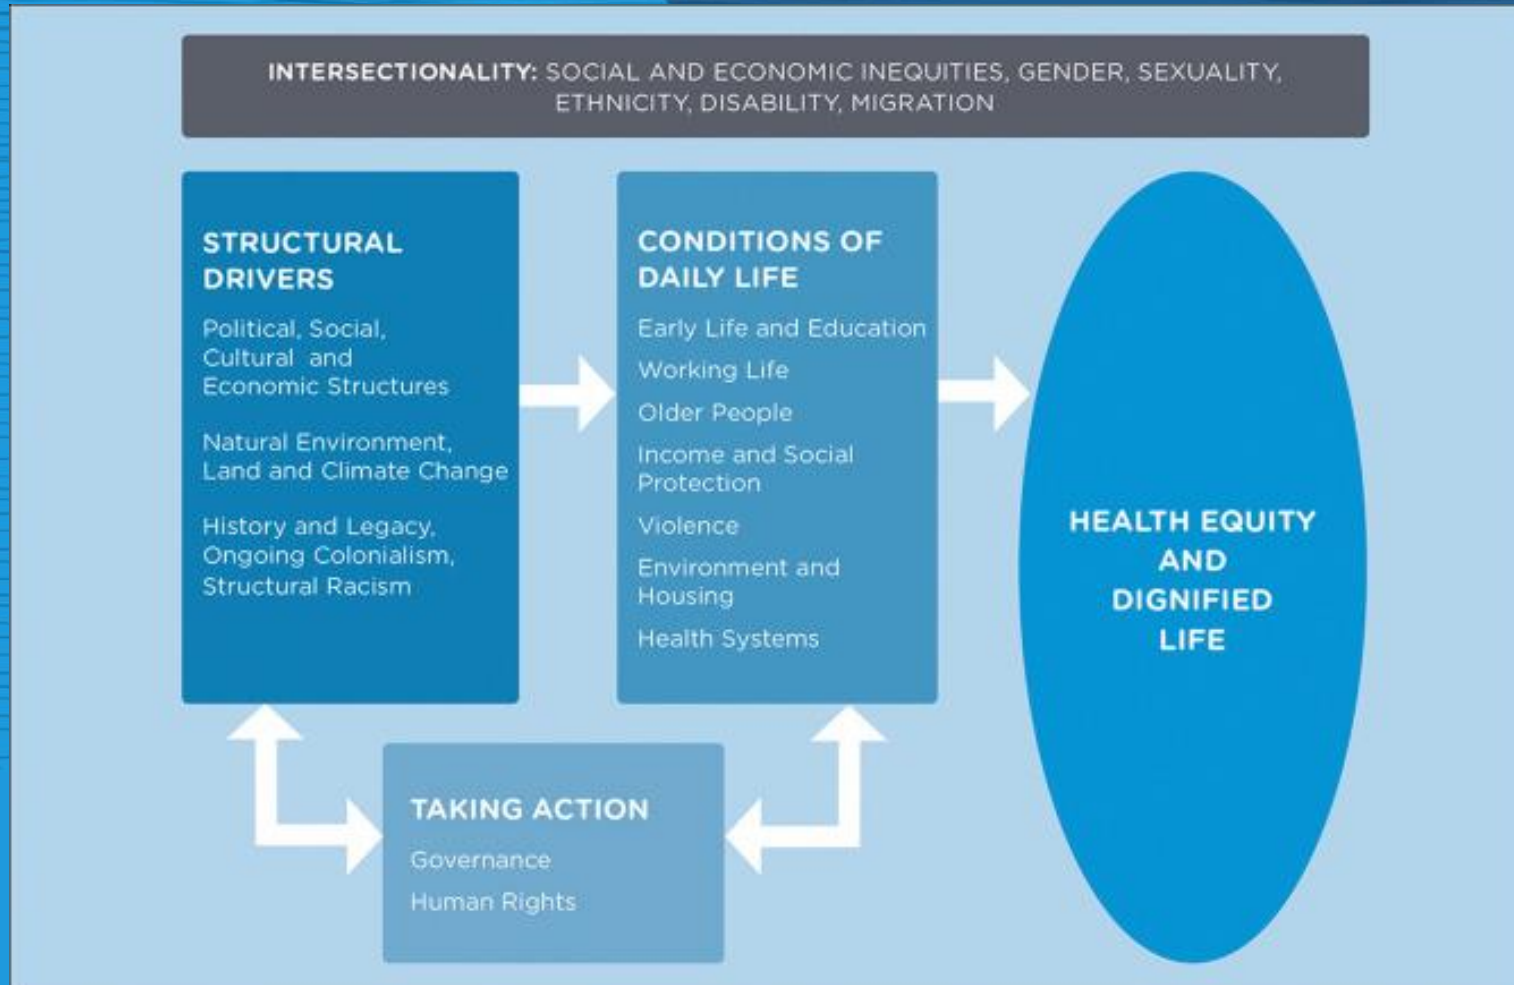 INTERSECTIONALITY: SOCIAL AND ECONOMIC INEQUITIES, GENDER, SEXUALITY,
ETHNICITY, DISABILITY, MIGRATION
STRUCTURAL
DRIVERS
Political, Social,
Cultural and
Economic Structures
Natural Environment,
Land and Climate Change
History and Legacy,
Ongoing Colonialism,
Structural Racism
CONDITIONS OF
DAILY LIFE
Early Life and Education
Working Life
Older People
Income and Social
Protection
Violence
Environment and
Housing
Health Systems
HEALTH EQUITY
AND
DIGNIFIED
LIFE
TAKING ACTION
Governance
Human Rights